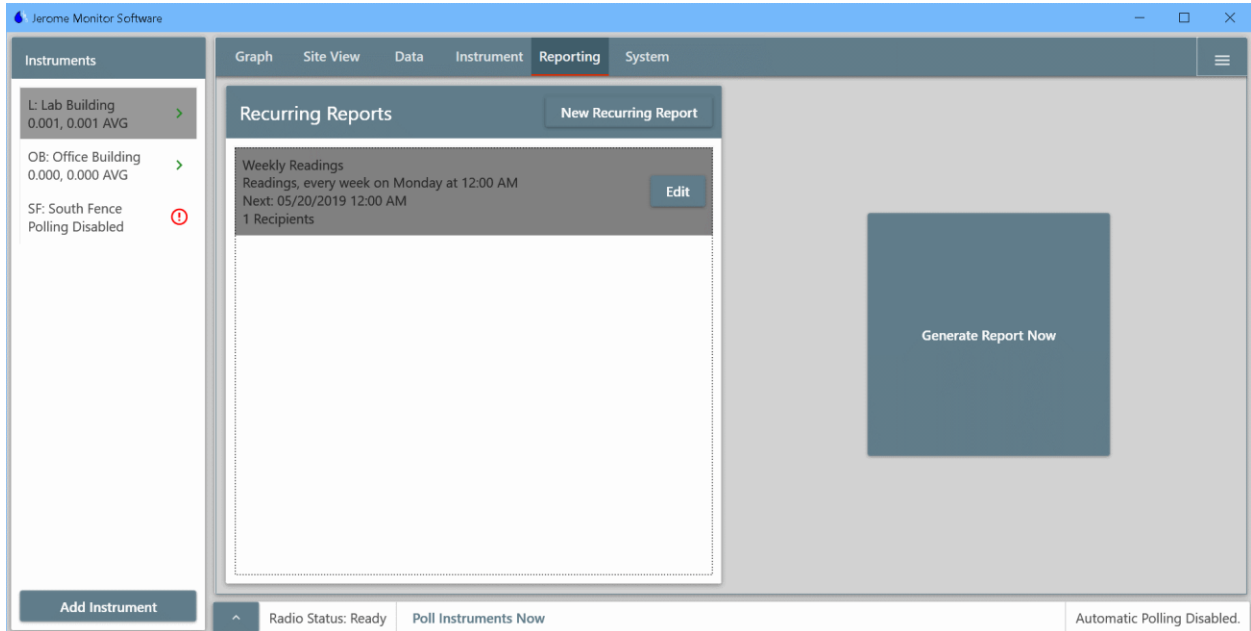 Jerome Monitor Software
Instruments
L: Lab Building
0.001, 0.001 AVG
OB: Office Building
0.000, 0.000 AVG
SF: South Fence
Polling Disabled
Add Instrument
Graph Site View Data Instrument Reporting System
Recurring Reports
New Recurring Report
Weekly Readings
Readings, every week on Monday at 12:00 AM
Next: 05/20/2019 12:00 AM
1 Recipients
Edit
Generate Report Now
Radio Status: Ready
Poll Instruments Now
Automatic Polling Disabled.